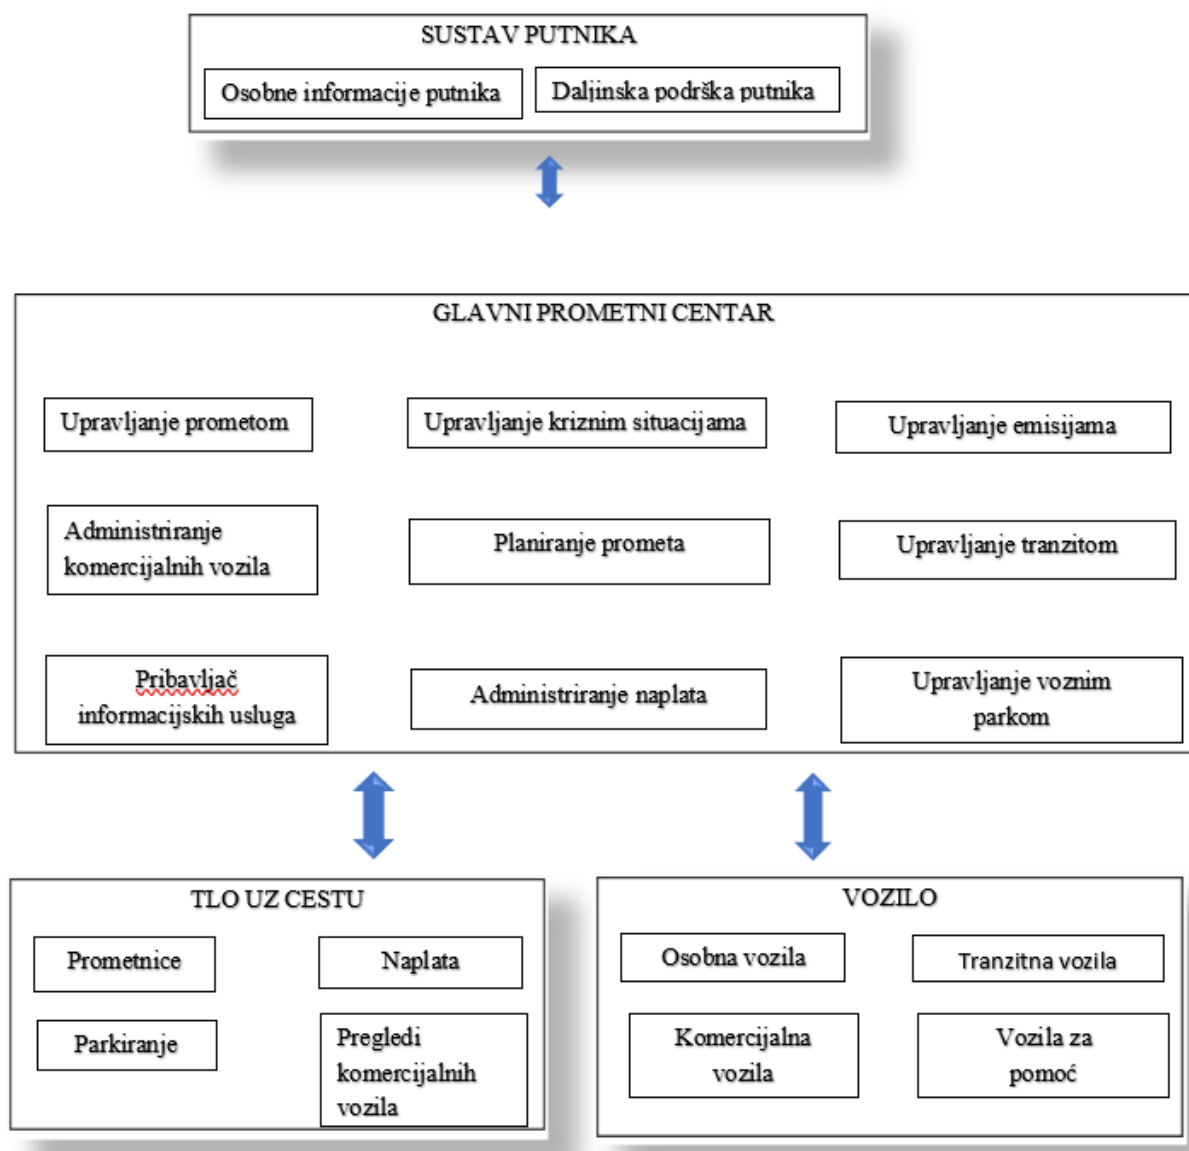 SUSTAV PUTNIKA
Osobne informacije putnika
Daljinska podrška putnika
GLAVNI PROMETNI CENTAR
Upravljanje prometom
Upravljanje kriznim situacijama
Upravljanje emisijama
Administriranje
komercijalnih vozila
Planiranje prometa
Upravljanje tranzitom
Pribavljač
informacijskih usluga
Administriranje naplata
Upravljanje voznim
parkom
TLO UZ CESTU
Prometnice
Naplata
Parkiranje
Pregledi
komercijalnih
vozila
VOZILO
Osobna vozila
Tranzitna vozila
Komercijalna
vozila
Vozila za
pomoć